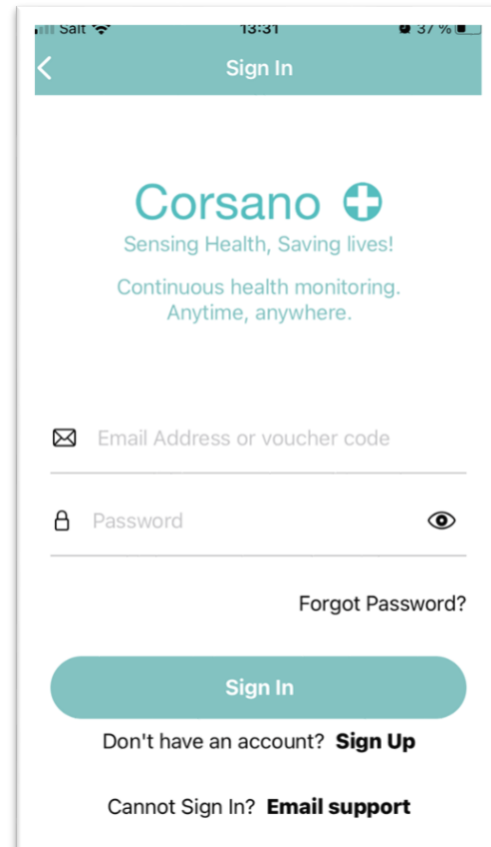 Salt 13:31 37 %
Sign In
Corsano
Sensing Health, Saving lives!
Continuous health monitoring.
Anytime, anywhere.
Email Address or voucher code
Password
Forgot Password?
Sign In
Don't have an account? Sign Up
Cannot Sign In? Email support